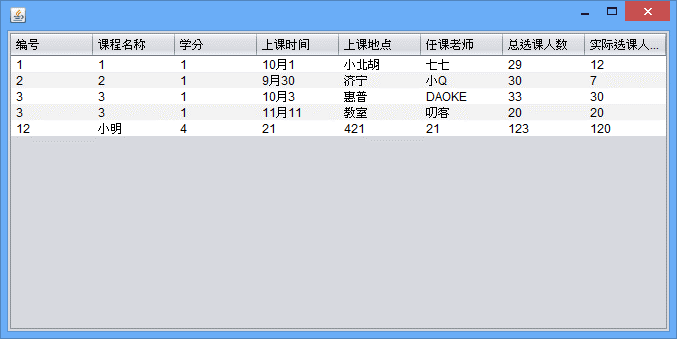 编号 课程名称 学分 上课时间 上课地点 任课老师 总选课人数 实际选课人...
1 1 1 10月1 小北胡 七七 29 12
2 2 1 9月30 济宁 小Q 30 7
3 3 1 10月3 惠普 DAOKE 33 30
3 3 1 11月11 教室 叨客 20 20
12 小明 4 21 421 21 123 120